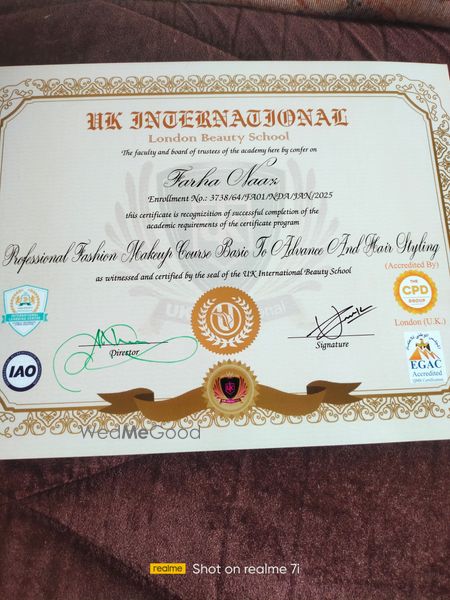 UK INTERNATIONAL
London Beauty School
The faculty and board of trustees of the academy here by confer on
Farha Naaz
Enrollment No.: 3738/64/FA01/NDA/JAN/2025
this certificate is recognizition of successful completion of the
academic requirements of the certificate program
Professional Fashion Makeup Course Basic To Advance And Hair Styling
as witnessed and certified by the seal of the UK International Beauty School
(Accredited By)
THE
CPD
GROUP
London (U.K.)
INTERNATIONAL
Director
Signature
IAO
EGAC
Accredited
WedMeGood
realme
Shot on realme 7i